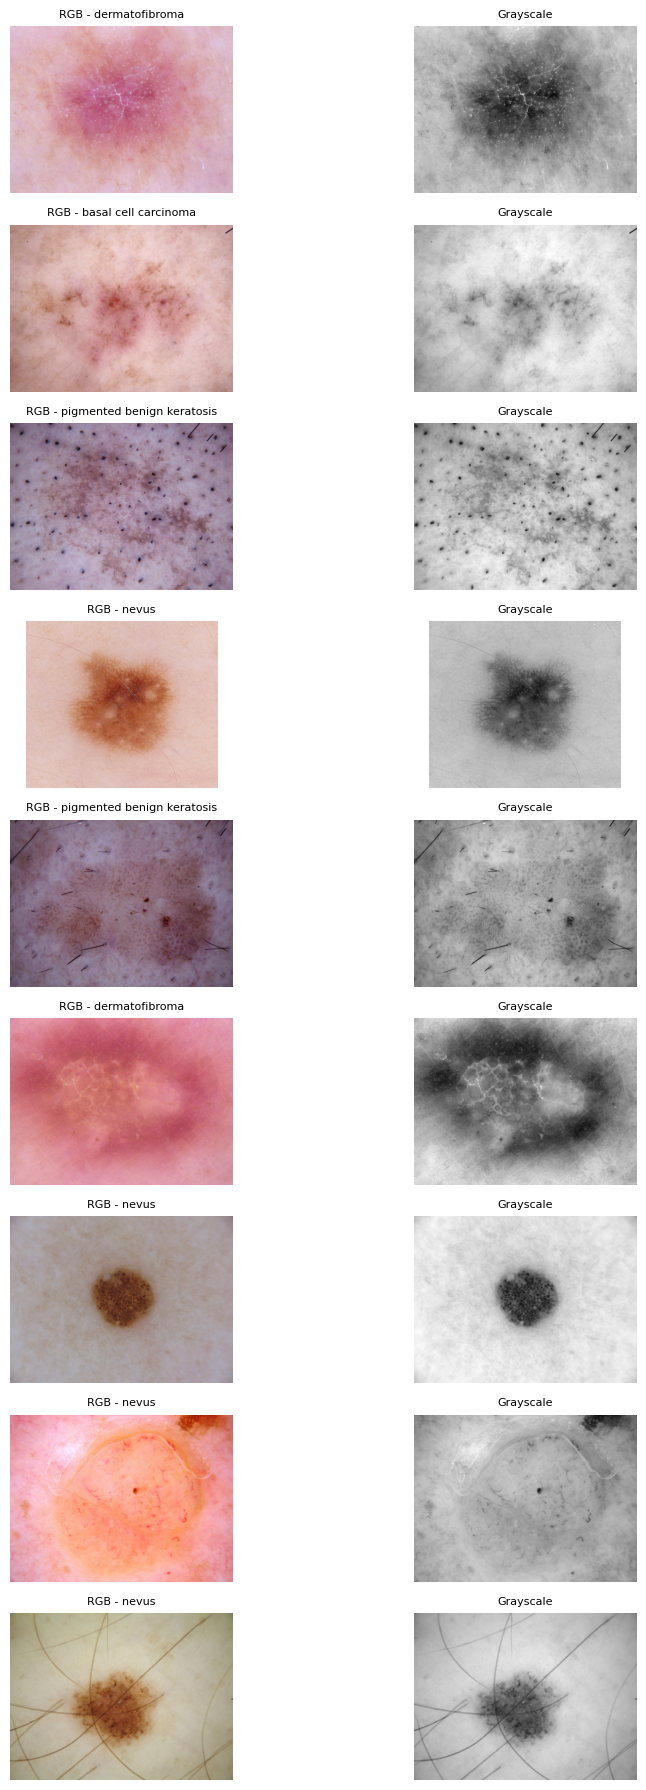 RGB - dermatofibroma
Grayscale
RGB - basal cell carcinoma
Grayscale
RGB - pigmented benign keratosis
Grayscale
RGB - nevus
Grayscale
RGB - pigmented benign keratosis
Grayscale
RGB - dermatofibroma
Grayscale
RGB - nevus
Grayscale
RGB - nevus
Grayscale
RGB - nevus
Grayscale